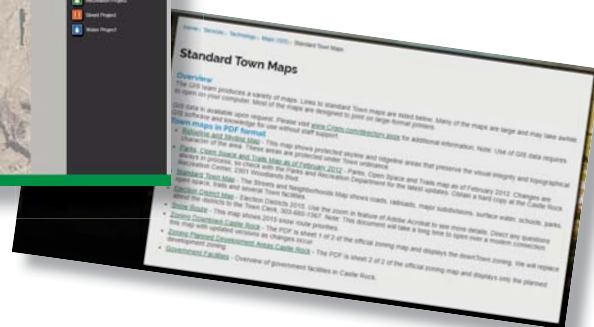 Recreation Project
Street Project
Water Project
Home › Services › Technology › Maps (GIS) › Standard Town Maps
Standard Town Maps
Overview
The GIS team produces a variety of maps. Links to standard Town maps are listed below. Many of the maps are large and may take awhile
to open on your computer. Most of the maps are designed to print on large format printers.
GIS data is available upon request. Please visit www.CRgov.com/directory.aspx for additional information. Note: Use of GIS data requires
GIS software and knowledge for use without staff support.
Town maps in PDF format
Ridgeline and Skyline Map - This map shows protected skyline and ridgeline areas that preserve the visual integrity and topographical
character of the area. These areas are protected under Town ordinance.
Parks, Open Space and Trails Map as of February 2012 - Parks, Open Space and Trails map as of February 2012. Changes are
always in process. So check with the Parks and Recreation Department for the latest updates. Obtain a hard copy at the Castle Rock
Recreation Center, 2301 Woodlands Blvd.
Standard Town Map - The Streets and Neighborhoods Map shows roads, railroads, major subdivisions, surface water, schools, parks,
open space, trails and several Town facilities.
Election District Map - Election Districts 2015. Use the zoom in feature of Adobe Acrobat to see more details. Direct any questions
about the districts to the Town Clerk, 303-660-1367. Note: This document will take a long time to open over a modem connection.
Snow Route - This map shows 2015 snow route priorities.
Zoning Downtown Castle Rock - The PDF is sheet 1 of 2 of the official zoning map and displays the downTown zoning. We will replace
this map with updated versions as changes occur.
Zoning Planned Development Areas Castle Rock - The PDF is sheet 2 of 2 of the official zoning map and displays only the planned
development zoning.
Government Facilities - Overview of government facilities in Castle Rock.